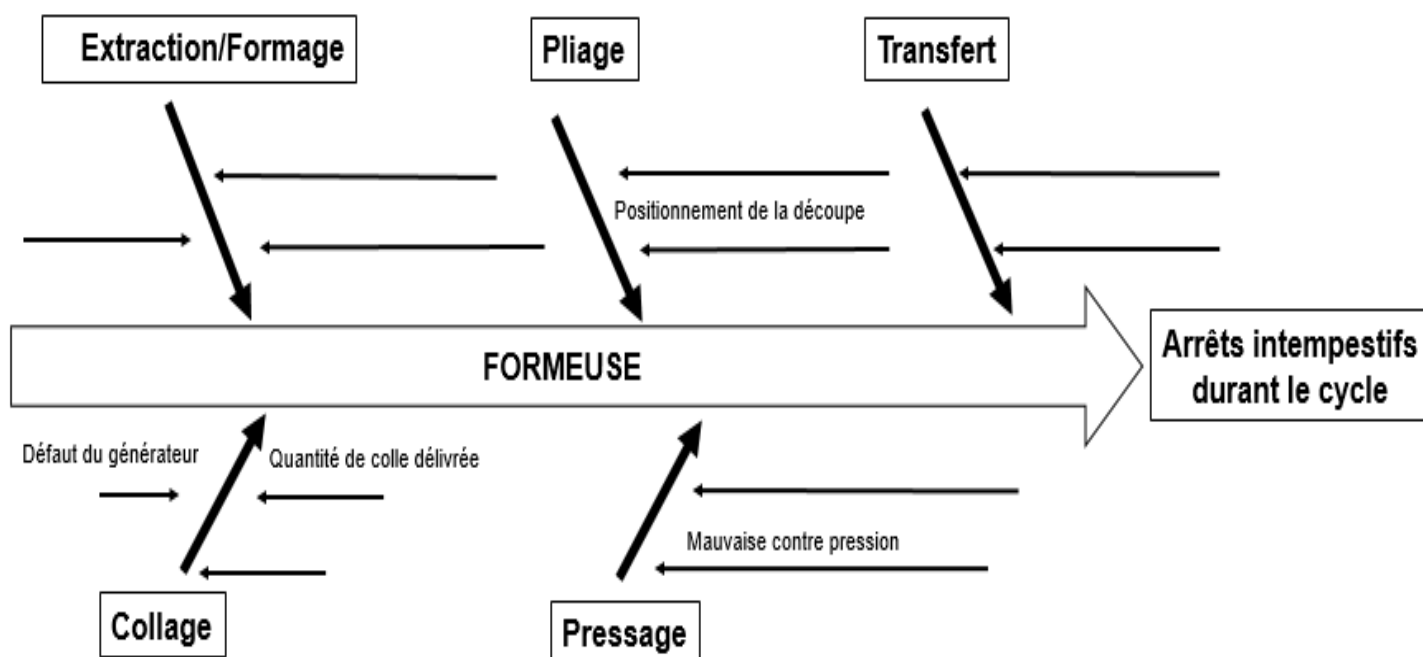 Extraction/Formage
Pliage
Transfert
Positionnement de la découpe
FORMEUSE
Arrêts intempestifs
durant le cycle
Défaut du générateur
Quantité de colle délivrée
Mauvaise contre pression
Collage
Pressage